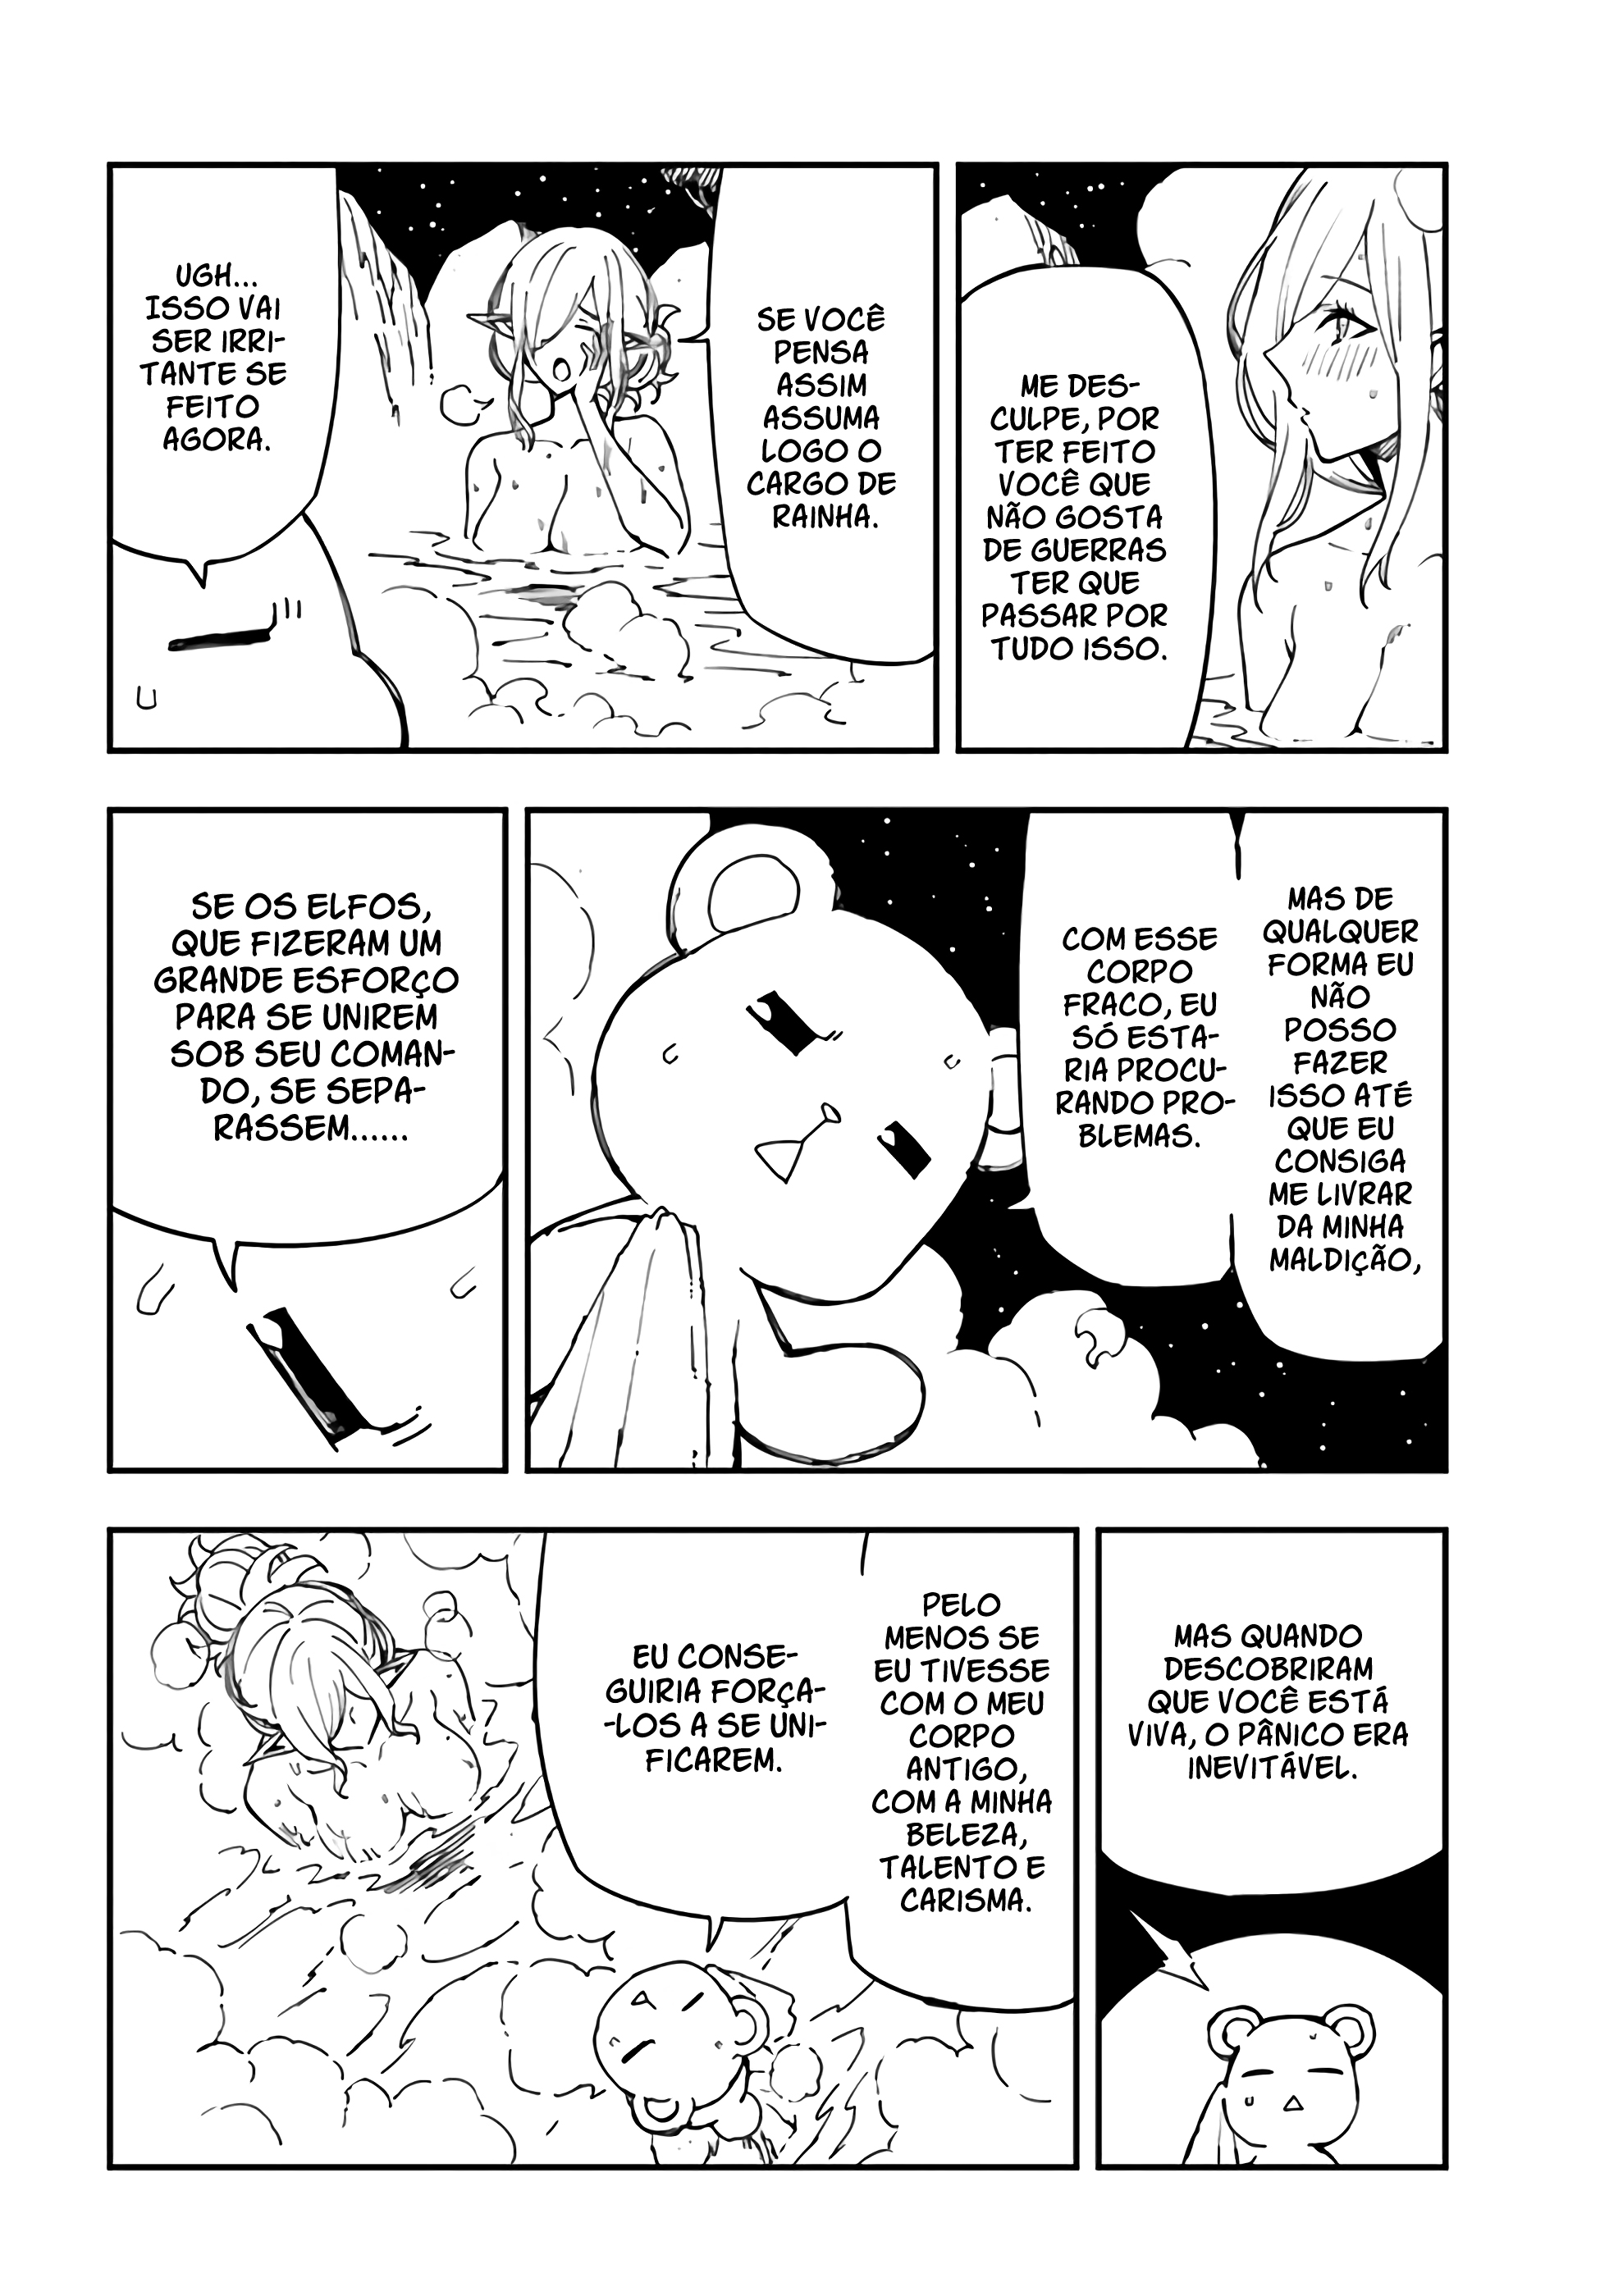 ME DES-
CULPE, POR
TER FEITO
VOCÊ QUE
NÃO GOSTA
DE GUERRAS
TER QUE
PASSAR POR
TUDO ISSO.
SE VOCÊ
PENSA
ASSIM
ASSUMA
LOGO O
CARGO DE
RAINHA.
UGH...
ISSO VAI
SER IRRI-
TANTE SE
FEITO
AGORA.
MAS DE
QUALQUER
FORMA EU
NÃO
POSSO
FAZER
ISSO ATÉ
QUE EU
CONSIGA
ME LIVRAR
DA MINHA
MALDIÇÃO,
COM ESSE
CORPO
FRACO, EU
SÓ ESTA-
RIA PROCU-
RANDO PRO-
BLEMAS.
SE OS ELFOS,
QUE FIZERAM UM
GRANDE ESFORÇO
PARA SE UNIREM
SOB SEU COMAN-
DO, SE SEPA-
RASSEM......
MAS QUANDO
DESCOBRIRAM
QUE VOCÊ ESTÁ
VIVA, O PÂNICO ERA
INEVITÁVEL.
PELO
MENOS SE
EU TIVESSE
COM O MEU
CORPO
ANTIGO,
COM A MINHA
BELEZA,
TALENTO E
CARISMA.
EU CONSE-
GUIRIA FORÇA-
-LOS A SE UNI-
FICAREM.